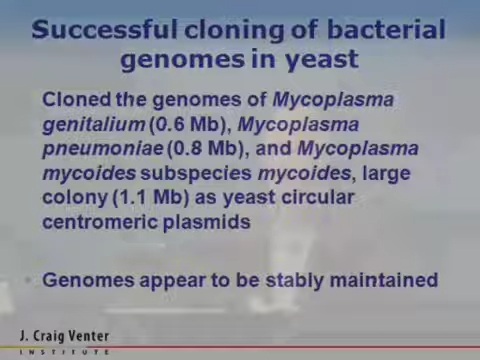 Successful cloning of bacterial
genomes in yeast
Cloned the genomes of Mycoplasma
genitalium (0.6 Mb), Mycoplasma
pneumoniae (0.8 Mb), and Mycoplasma
mycoides subspecies mycoides, large
colony (1.1 Mb) as yeast circular
centromeric plasmids
• Genomes appear to be stably maintained
J. Craig Venter
INSTITUTE